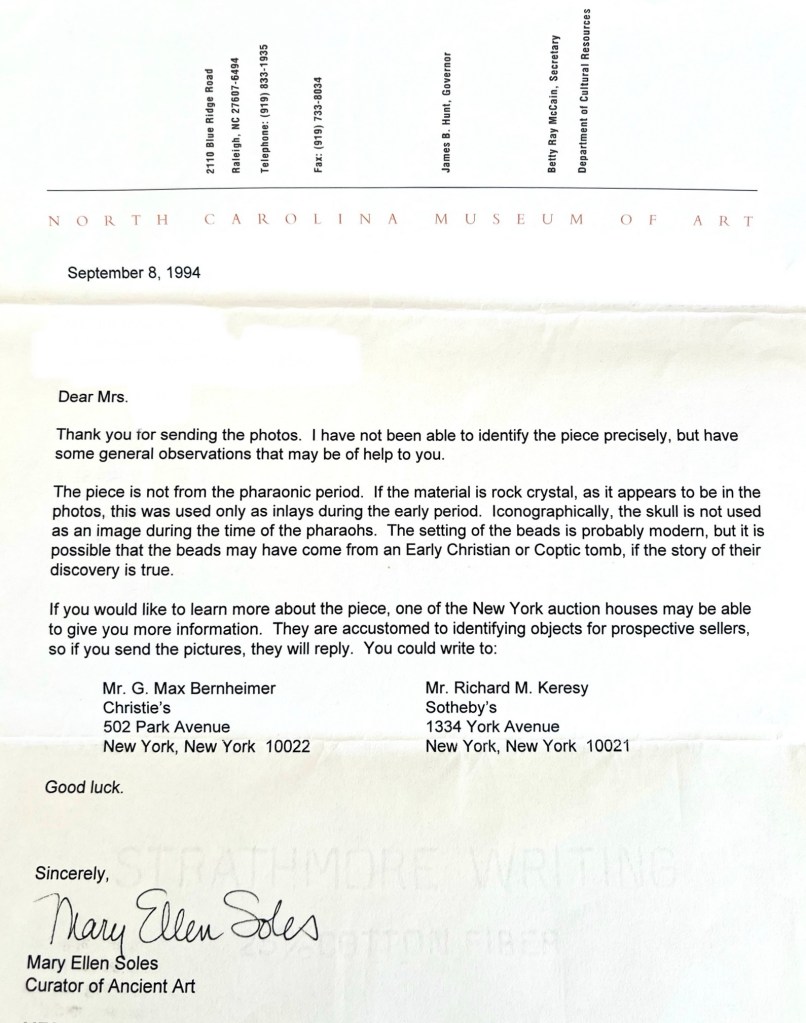 2110 Blue Ridge Road
Raleigh, NC 27607-6494
Telephone: (919) 833-1935
Fax: (919) 733-8034
James B. Hunt, Governor
Betty Ray McCain, Secretary
Department of Cultural Resources
NORTH CAROLINA MUSEUM OF ART
September 8, 1994
Dear Mrs.
Thank you for sending the photos. I have not been able to identify the piece precisely, but have
some general observations that may be of help to you.
The piece is not from the pharaonic period. If the material is rock crystal, as it appears to be in the
photos, this was used only as inlays during the early period. Iconographically, the skull is not used
as an image during the time of the pharaohs. The setting of the beads is probably modern, but it is
possible that the beads may have come from an Early Christian or Coptic tomb, if the story of their
discovery is true.
If you would like to learn more about the piece, one of the New York auction houses may be able
to give you more information. They are accustomed to identifying objects for prospective sellers,
so if you send the pictures, they will reply. You could write to:
Mr. G. Max Bernheimer
Christie's
502 Park Avenue
New York, New York 10022
Mr. Richard M. Keresy
Sotheby's
1334 York Avenue
New York, New York 10021
Good luck.
STRATHMORE WRITING
25% COTTON FIBER
Sincerely,
Mary Ellen Soles
Mary Ellen Soles
Curator of Ancient Art